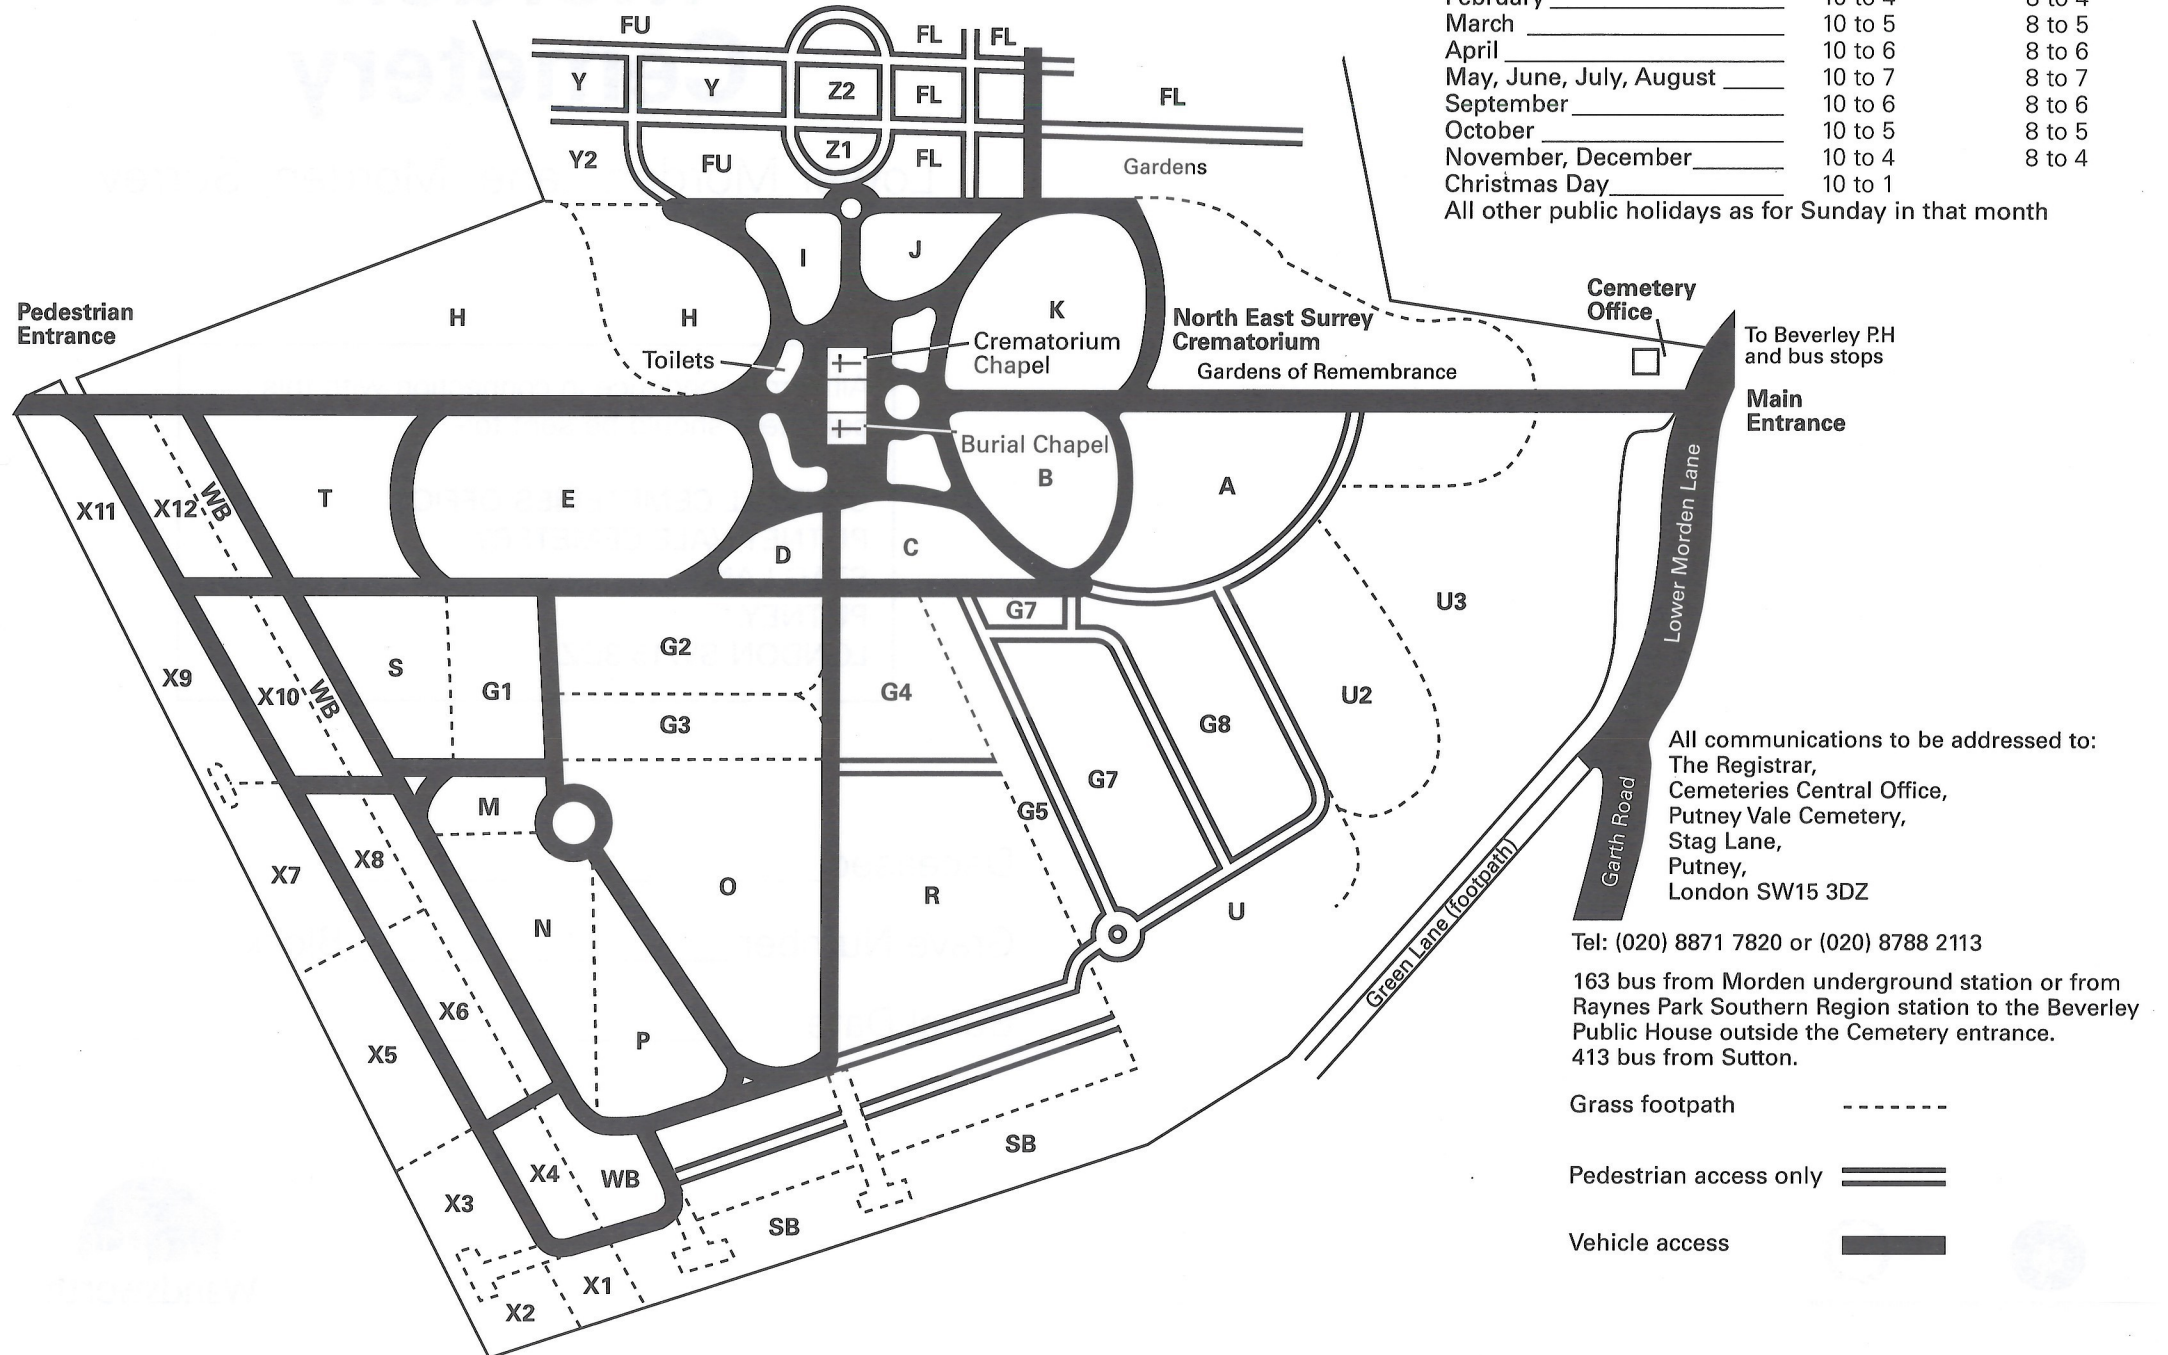 February 10 to 4 8 to 4
March 10 to 5 8 to 5
April 10 to 6 8 to 6
May, June, July, August 10 to 7 8 to 7
September 10 to 6 8 to 6
October 10 to 5 8 to 5
November, December 10 to 4 8 to 4
Christmas Day 10 to 1
All other public holidays as for Sunday in that month
FU
FL
FL
Y
Y
Z2
FL
FL
Y2
FU
Z1
FL
Gardens
I
J
H
H
K
Pedestrian
Entrance
Toilets
Crematorium
Chapel
North East Surrey
Crematorium
Gardens of Remembrance
Cemetery
Office
To Beverley P.H
and bus stops
Main
Entrance
Burial Chapel
X11
X12
WB
T
E
B
A
D
C
Lower Morden Lane
U3
G7
G2
S
G1
G4
X9
X10
WB
G3
G8
U2
G7
G5
M
X7
X8
O
R
U
N
Garth Road
Green Lane (footpath)
X6
X5
P
X4
WB
X3
SB
SB
X1
X2
All communications to be addressed to:
The Registrar,
Cemeteries Central Office,
Putney Vale Cemetery,
Stag Lane,
Putney,
London SW15 3DZ
Tel: (020) 8871 7820 or (020) 8788 2113
163 bus from Morden underground station or from
Raynes Park Southern Region station to the Beverley
Public House outside the Cemetery entrance.
413 bus from Sutton.
Grass footpath
Pedestrian access only
Vehicle access